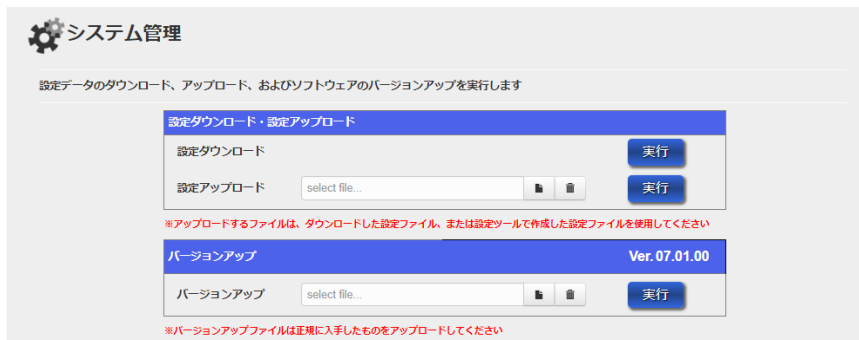 システム管理
設定データのダウンロード、アップロード、およびソフトウェアのバージョンアップを実行します
設定ダウンロード・設定アップロード
設定ダウンロード 実行
設定アップロード select file... 実行
※アップロードするファイルは、ダウンロードした設定ファイル、または設定ツールで作成した設定ファイルを使用してください
バージョンアップ Ver. 07.01.00
バージョンアップ select file... 実行
※バージョンアップファイルは正規に入手したものをアップロードしてください